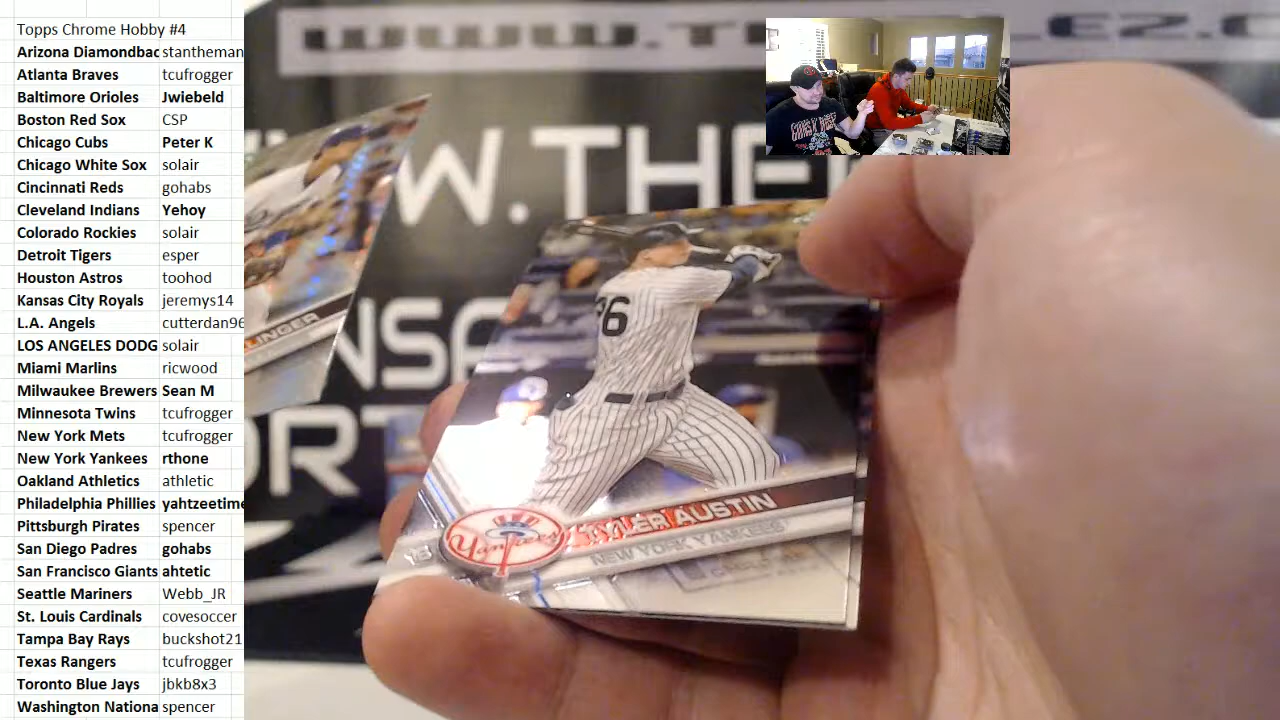 Topps Chrome Hobby #4
Arizona Diamondbac stantheman
Atlanta Braves tcufrogger
Baltimore Orioles Jwiebeld
Boston Red Sox CSP
Chicago Cubs Peter K
Chicago White Sox solair
Cincinnati Reds gohabs
Cleveland Indians Yehoy
Colorado Rockies solair
Detroit Tigers esper
Houston Astros toohod
Kansas City Royals jeremys14
L.A. Angels cutterdan96
LOS ANGELES DODG solair
Miami Marlins ricwood
Milwaukee Brewers Sean M
Minnesota Twins tcufrogger
New York Mets tcufrogger
New York Yankees rthone
Oakland Athletics athletic
Philadelphia Phillies yahtzeetime
Pittsburgh Pirates spencer
San Diego Padres gohabs
San Francisco Giants ahtetic
Seattle Mariners Webb_JR
St. Louis Cardinals covesoccer
Tampa Bay Rays buckshot21
Texas Rangers tcufrogger
Toronto Blue Jays jbkb8x3
Washington Nationa spencer
WWW.T
EZ.C
W.THE
NSA
ORT
LINGER
26
Yankees
TYLER AUSTIN
NEW YORK YANKEES